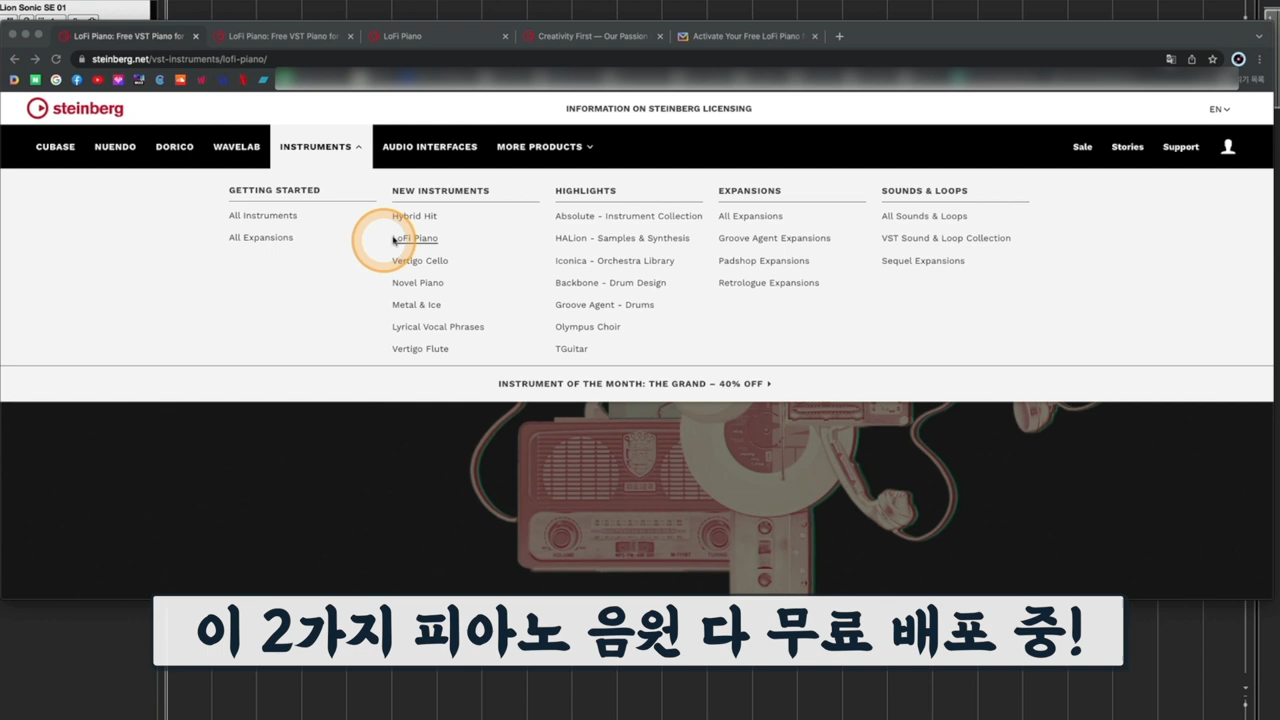 Lion Sonic SE 01
LoFi Piano: Free VST Piano for
LoFi Piano: Free VST Piano for
LoFi Piano
Creativity First — Our Passion
Activate Your Free LoFi Piano
steinberg.net/vst-instruments/lofi-piano/
steinberg
INFORMATION ON STEINBERG LICENSING
EN
CUBASE
NUENDO
DORICO
WAVELAB
INSTRUMENTS
AUDIO INTERFACES
MORE PRODUCTS
Sale
Stories
Support
GETTING STARTED
All Instruments
All Expansions
NEW INSTRUMENTS
Hybrid Hit
LoFi Piano
Vertigo Cello
Novel Piano
Metal & Ice
Lyrical Vocal Phrases
Vertigo Flute
HIGHLIGHTS
Absolute - Instrument Collection
HALion - Samples & Synthesis
Iconica - Orchestra Library
Backbone - Drum Design
Groove Agent - Drums
Olympus Choir
TGuitar
EXPANSIONS
All Expansions
Groove Agent Expansions
Padshop Expansions
Retrologue Expansions
SOUNDS & LOOPS
All Sounds & Loops
VST Sound & Loop Collection
Sequel Expansions
INSTRUMENT OF THE MONTH: THE GRAND – 40% OFF
VOLUME
TUNING
이 2가지 피아노 음원 다 무료 배포 중!